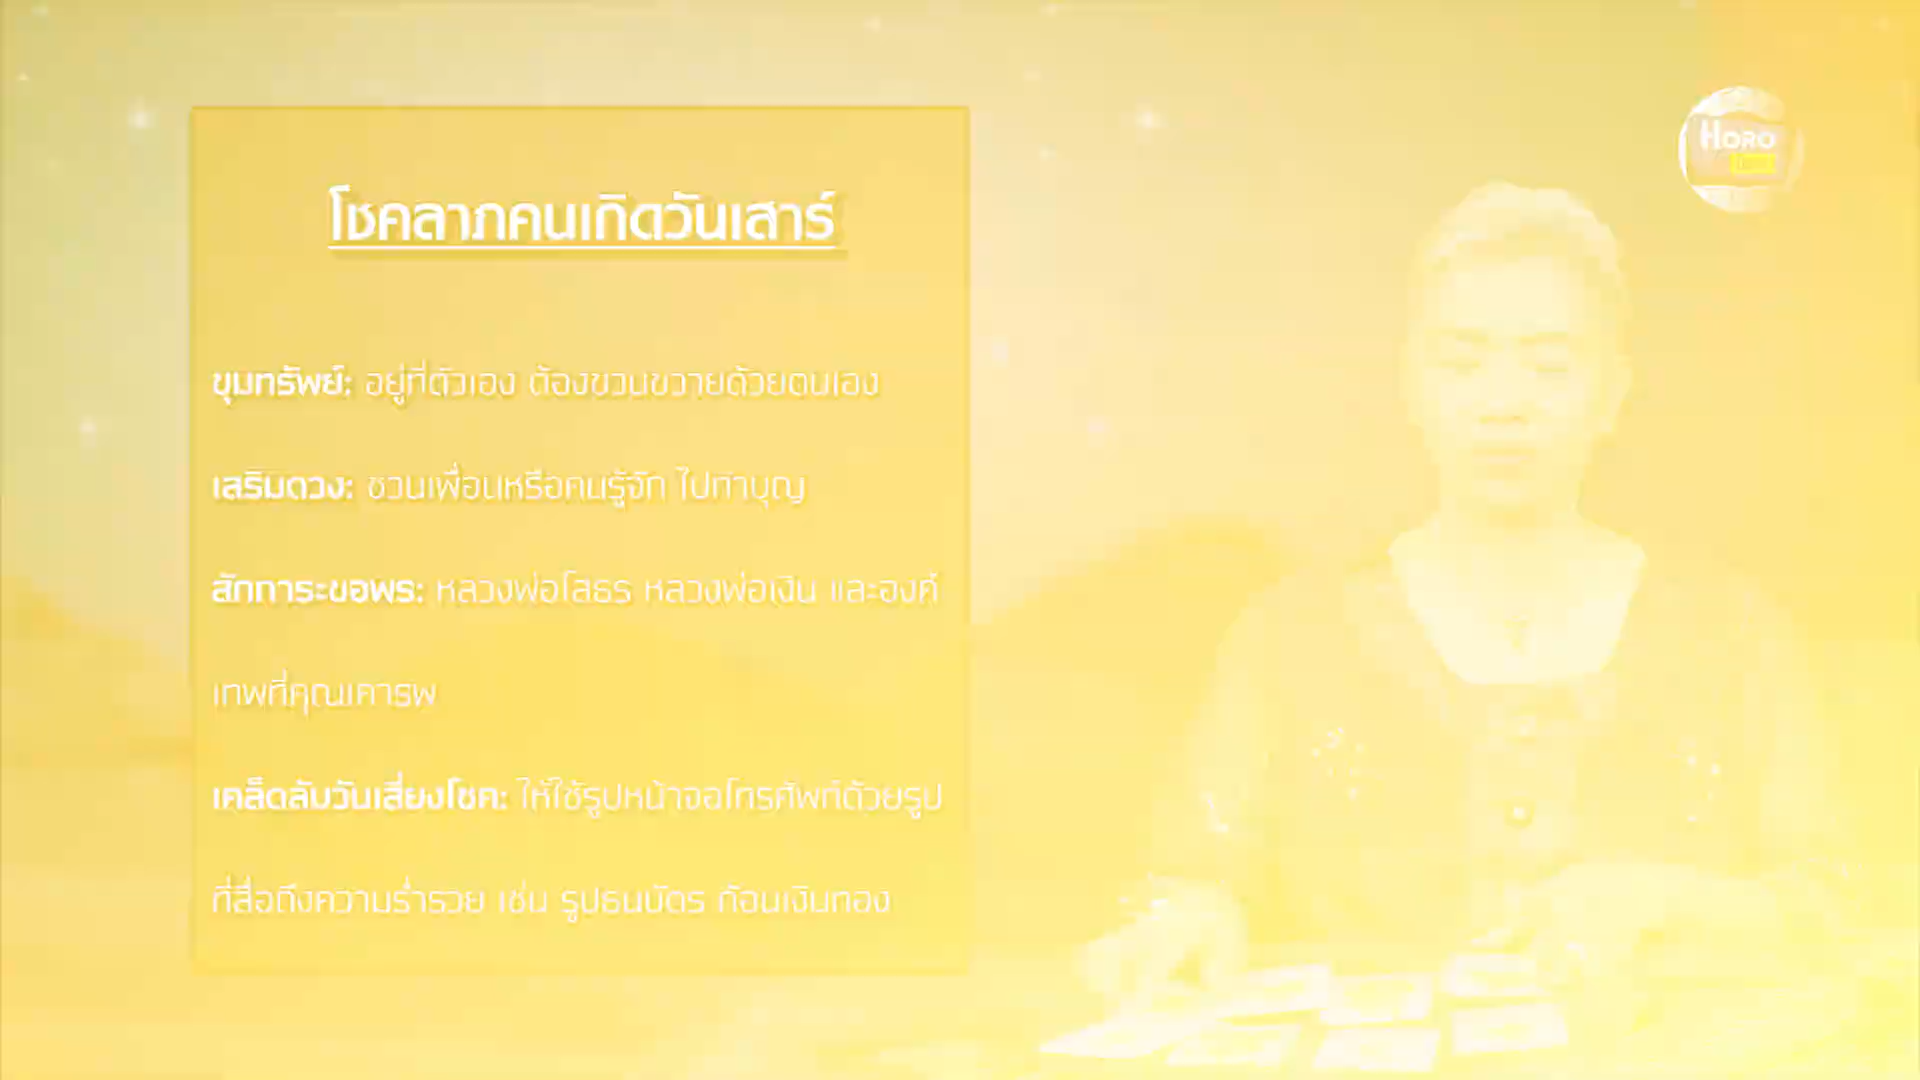 HORO
โชคลาภคนเกิดวันเสาร์
ขุมทรัพย์: อยู่ที่ตัวเอง ต้องขวนขวายด้วยตนเอง
เสริมดวง: ชวนเพื่อนหรือคนรู้จัก ไปทำบุญ
สักการะขอพร: หลวงพ่อโสธร หลวงพ่อเงิน และองค์
เทพที่คุณเคารพ
เคล็ดลับวันเสี่ยงโชค: ให้ใช้รูปหน้าจอโทรศัพท์ด้วยรูป
ที่สื่อถึงความร่ำรวย เช่น รูปธนบัตร ก้อนเงินทอง